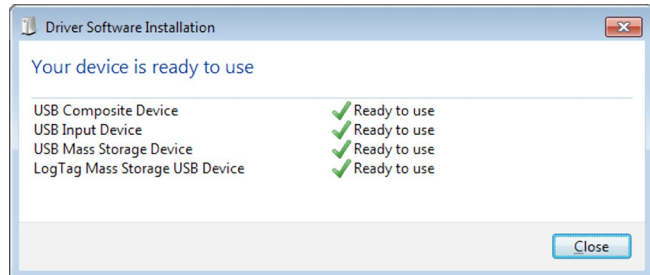 Driver Software Installation
Your device is ready to use
USB Composite Device Ready to use
USB Input Device Ready to use
USB Mass Storage Device Ready to use
LogTag Mass Storage USB Device Ready to use
Close